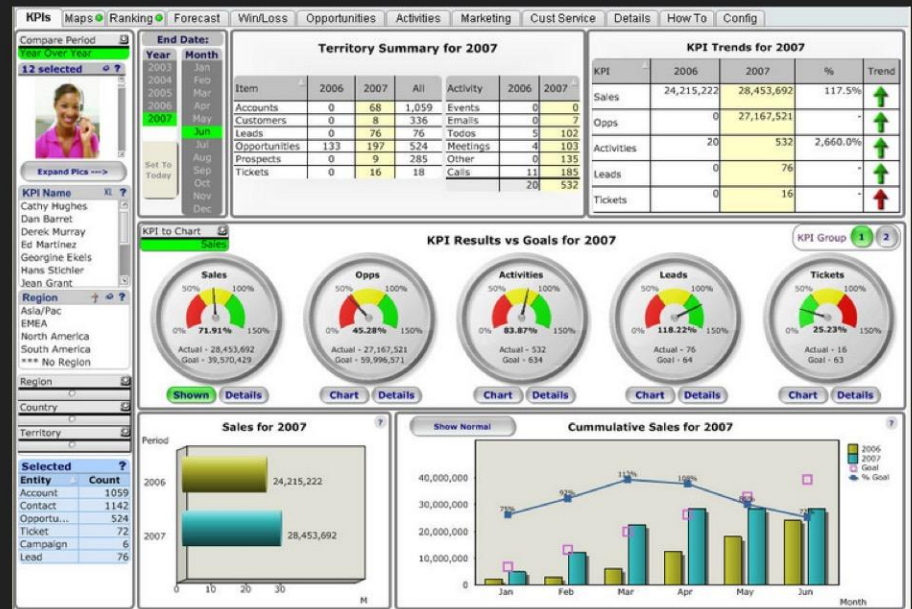 KPIs Maps Ranking Forecast Win/Loss Opportunities Activities Marketing Cust Service Details How To Config
Compare Period
Year Over Year
12 selected ?
Expand Pics --->
KPI Name XL ?
Cathy Hughes
Dan Barret
Derek Murray
Ed Martinez
Georgine Ekels
Hans Stichler
Jean Grant
Region ?
Asia/Pac
EMEA
North America
South America
*** No Region
Region
Country
Territory
Selected ?
Entity Count
Account 1059
Contact 1142
Opportu... 524
Ticket 72
Campaign 6
Lead 76
End Date:
Year Month
2003 Jan
2004 Feb
2005 Mar
2006 Apr
2007 May
Jun
Jul
Aug
Sep
Oct
Nov
Dec
Set To
Today
Territory Summary for 2007
Item 2006 2007 All
Accounts 0 68 1,059
Customers 0 8 336
Leads 0 76 76
Opportunities 133 197 524
Prospects 0 9 285
Tickets 0 16 18
Activity 2006 2007
Events 0 0
Emails 0 7
Todos 5 102
Meetings 4 103
Other 0 135
Calls 11 185
20 532
KPI Trends for 2007
KPI 2006 2007 % Trend
Sales 24,215,222 28,453,692 117.5%
Opps 0 27,167,521 -
Activities 20 532 2,660.0%
Leads 0 76 -
Tickets 0 16 -
KPI to Chart
Sales
KPI Results vs Goals for 2007
KPI Group 1 2
Sales
50% 100%
0% 71.91% 150%
Actual - 28,453,692
Goal - 39,570,429
Shown Details
Opps
50% 100%
0% 45.28% 150%
Actual - 27,167,521
Goal - 59,996,571
Chart Details
Activities
50% 100%
0% 83.87% 150%
Actual - 532
Goal - 634
Chart Details
Leads
50% 100%
0% 118.22% 150%
Actual - 76
Goal - 64
Chart Details
Tickets
50% 100%
0% 25.23% 150%
Actual - 16
Goal - 63
Chart Details
Sales for 2007 ?
Period
2006 24,215,222
2007 28,453,692
0 10 20 30
M
Show Normal
Cummulative Sales for 2007 ?
2006
2007
Goal
% Goal
40,000,000
30,000,000
20,000,000
10,000,000
0
75% 92% 113% 108%
Jan Feb Mar Apr May Jun
Month